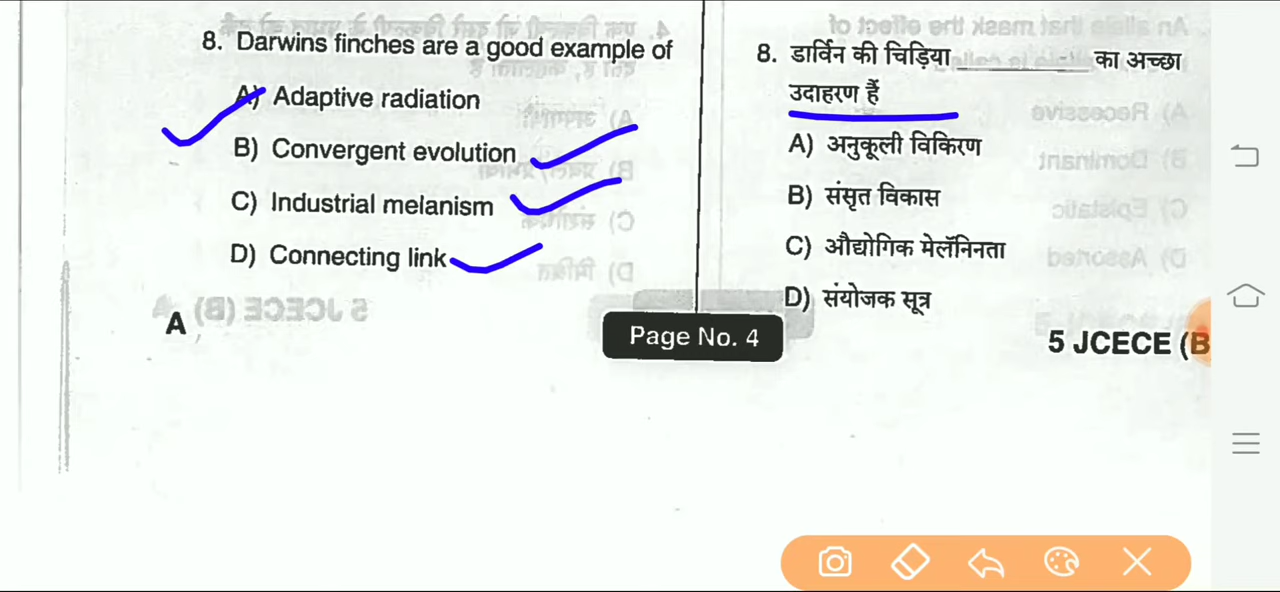 8. Darwins finches are a good example of
A) Adaptive radiation
B) Convergent evolution
C) Industrial melanism
D) Connecting link
A
8. डार्विन की चिड़िया ____________ का अच्छा
उदाहरण हैं
A) अनुकूली विकिरण
B) संसृत विकास
C) औद्योगिक मेलॅनिनता
D) संयोजक सूत्र
Page No. 4
5 JCECE (B